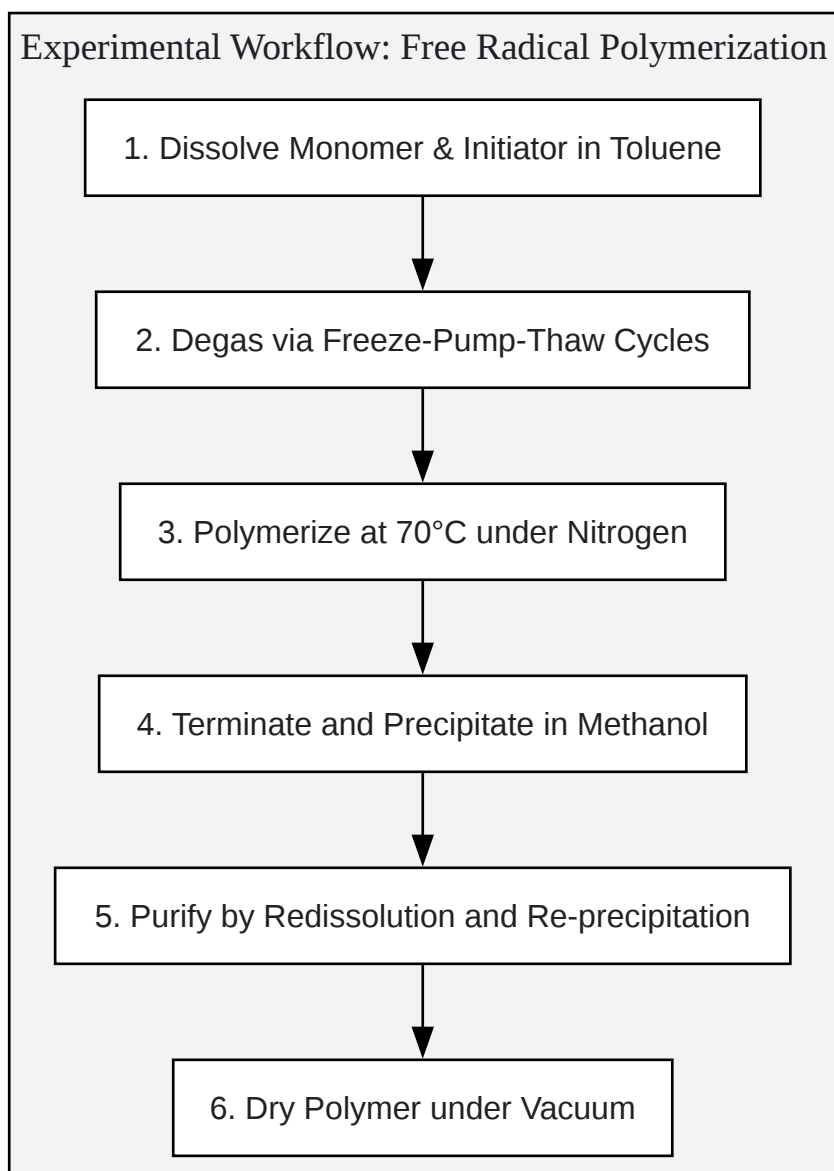 Experimental Workflow: Free Radical Polymerization
1. Dissolve Monomer & Initiator in Toluene
2. Degas via Freeze-Pump-Thaw Cycles
3. Polymerize at 70°C under Nitrogen
4. Terminate and Precipitate in Methanol
5. Purify by Redissolution and Re-precipitation
6. Dry Polymer under Vacuum